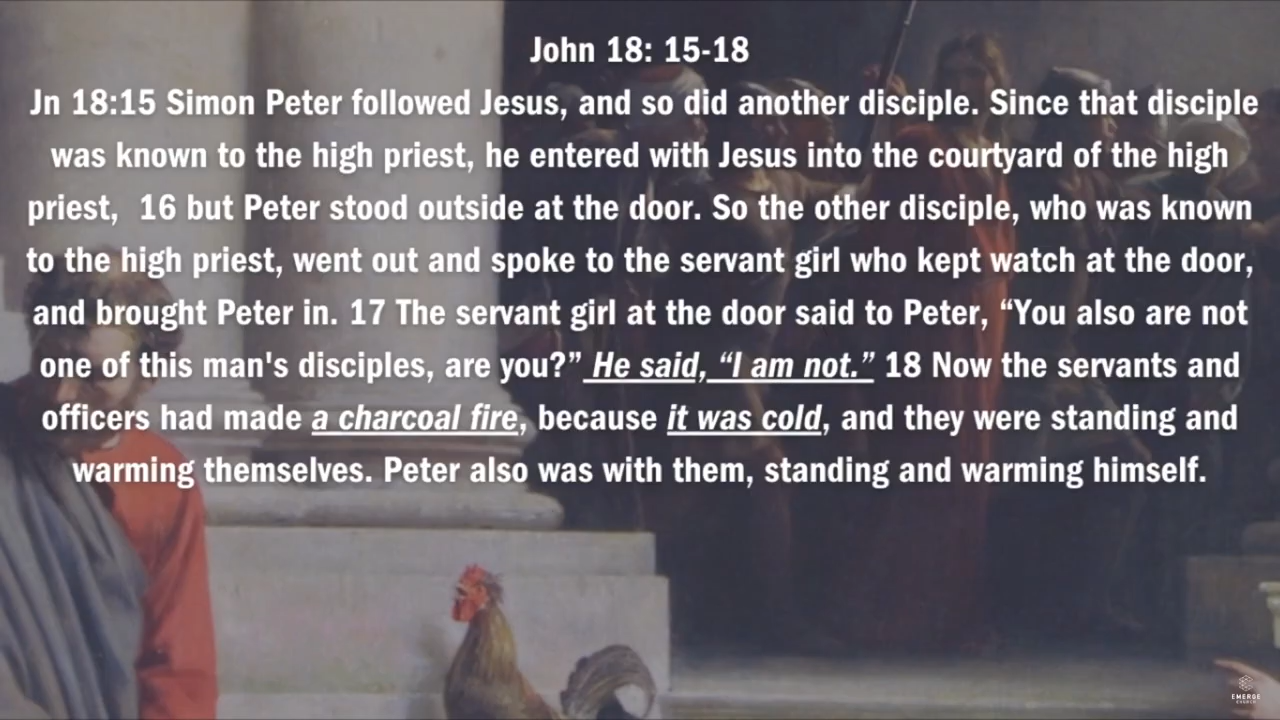 John 18: 15-18
Jn 18:15 Simon Peter followed Jesus, and so did another disciple. Since that disciple
was known to the high priest, he entered with Jesus into the courtyard of the high
priest,  16 but Peter stood outside at the door. So the other disciple, who was known
to the high priest, went out and spoke to the servant girl who kept watch at the door,
and brought Peter in. 17 The servant girl at the door said to Peter, “You also are not
one of this man's disciples, are you?” He said, “I am not.” 18 Now the servants and
officers had made a charcoal fire, because it was cold, and they were standing and
warming themselves. Peter also was with them, standing and warming himself.
EMERGE
CHURCH